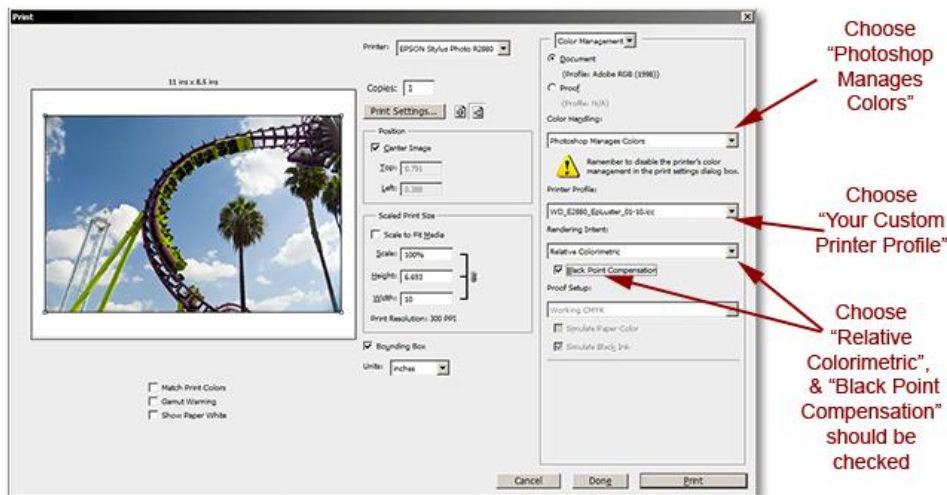 Print
11 ins x 8.5 ins
Match Print Colors
Gamut Warning
Show Paper White
Printer: EPSON Stylus Photo R2880
Copies: 1
Print Settings...
Position
Center Image
Top: 0.791
Left: 0.388
Scaled Print Size
Scale to Fit Media
Scale: 100%
Height: 6.693
Width: 10
Print Resolution: 300 PPI
Bounding Box
Units: inches
Color Management
Document
(Profile: Adobe RGB (1998))
Proof
(Profile: N/A)
Color Handling:
Photoshop Manages Colors
Remember to disable the printer's color
management in the print settings dialog box.
Printer Profile:
WD_E2880_EpLuster_01-10.icc
Rendering Intent:
Relative Colorimetric
Black Point Compensation
Proof Setup:
Working CMYK
Simulate Paper Color
Simulate Black Ink
Cancel
Done
Print
Choose
“Photoshop
Manages
Colors”
Choose
“Your Custom
Printer Profile”
Choose
“Relative
Colorimetric”,
& “Black Point
Compensation”
should be
checked